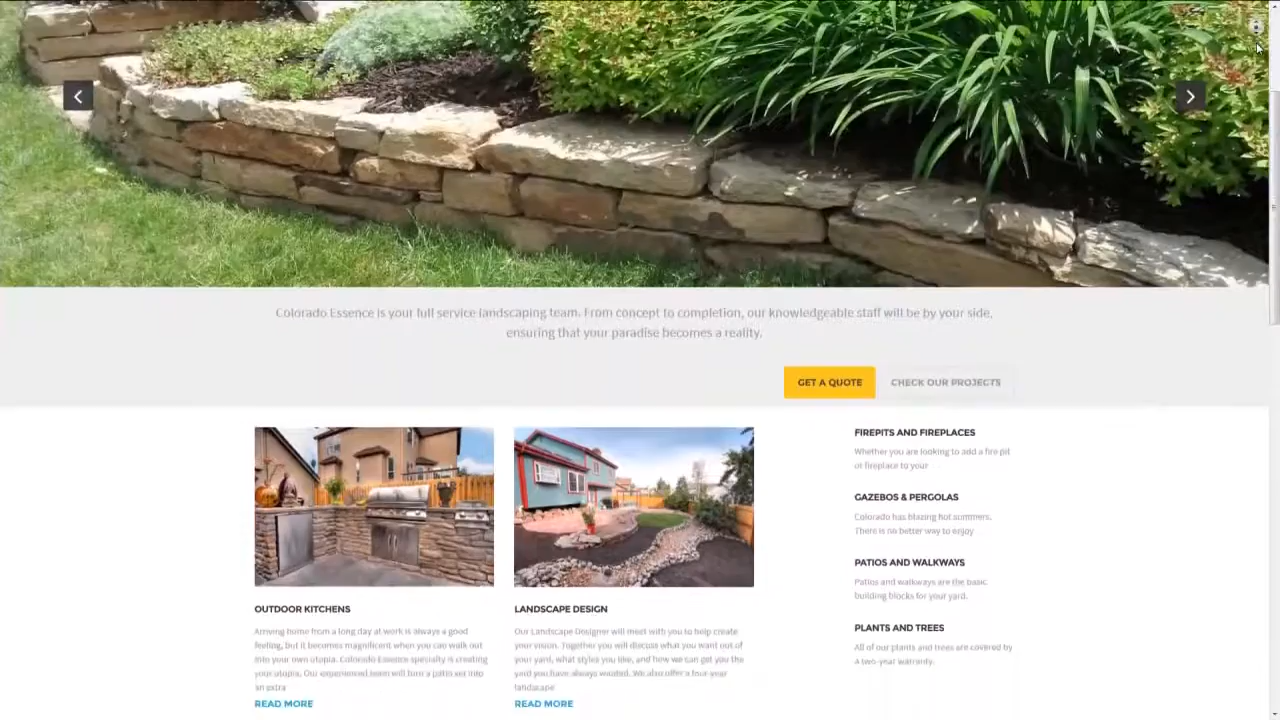 Colorado Essence is your full service landscaping team. From concept to completion, our knowledgeable staff will be by your side,
ensuring that your paradise becomes a reality.
GET A QUOTE
CHECK OUR PROJECTS
OUTDOOR KITCHENS
Arriving home from a long day at work is always a good
feeling, but it becomes magnificent when you can walk out
into your own utopia. Colorado Essence specialty is creating
your utopia. Our experienced team will turn a patio set into
an extra
READ MORE
LANDSCAPE DESIGN
Our Landscape Designer will meet with you to help create
your vision. Together you will discuss what you want out of
your yard, what styles you like, and how we can get you the
yard you have always wanted. We also offer a four-year
landscape
READ MORE
FIREPITS AND FIREPLACES
Whether you are looking to add a fire pit
or fireplace to your
GAZEBOS & PERGOLAS
Colorado has blazing hot summers.
There is no better way to enjoy
PATIOS AND WALKWAYS
Patios and walkways are the basic
building blocks for your yard.
PLANTS AND TREES
All of our plants and trees are covered by
a two-year warranty.